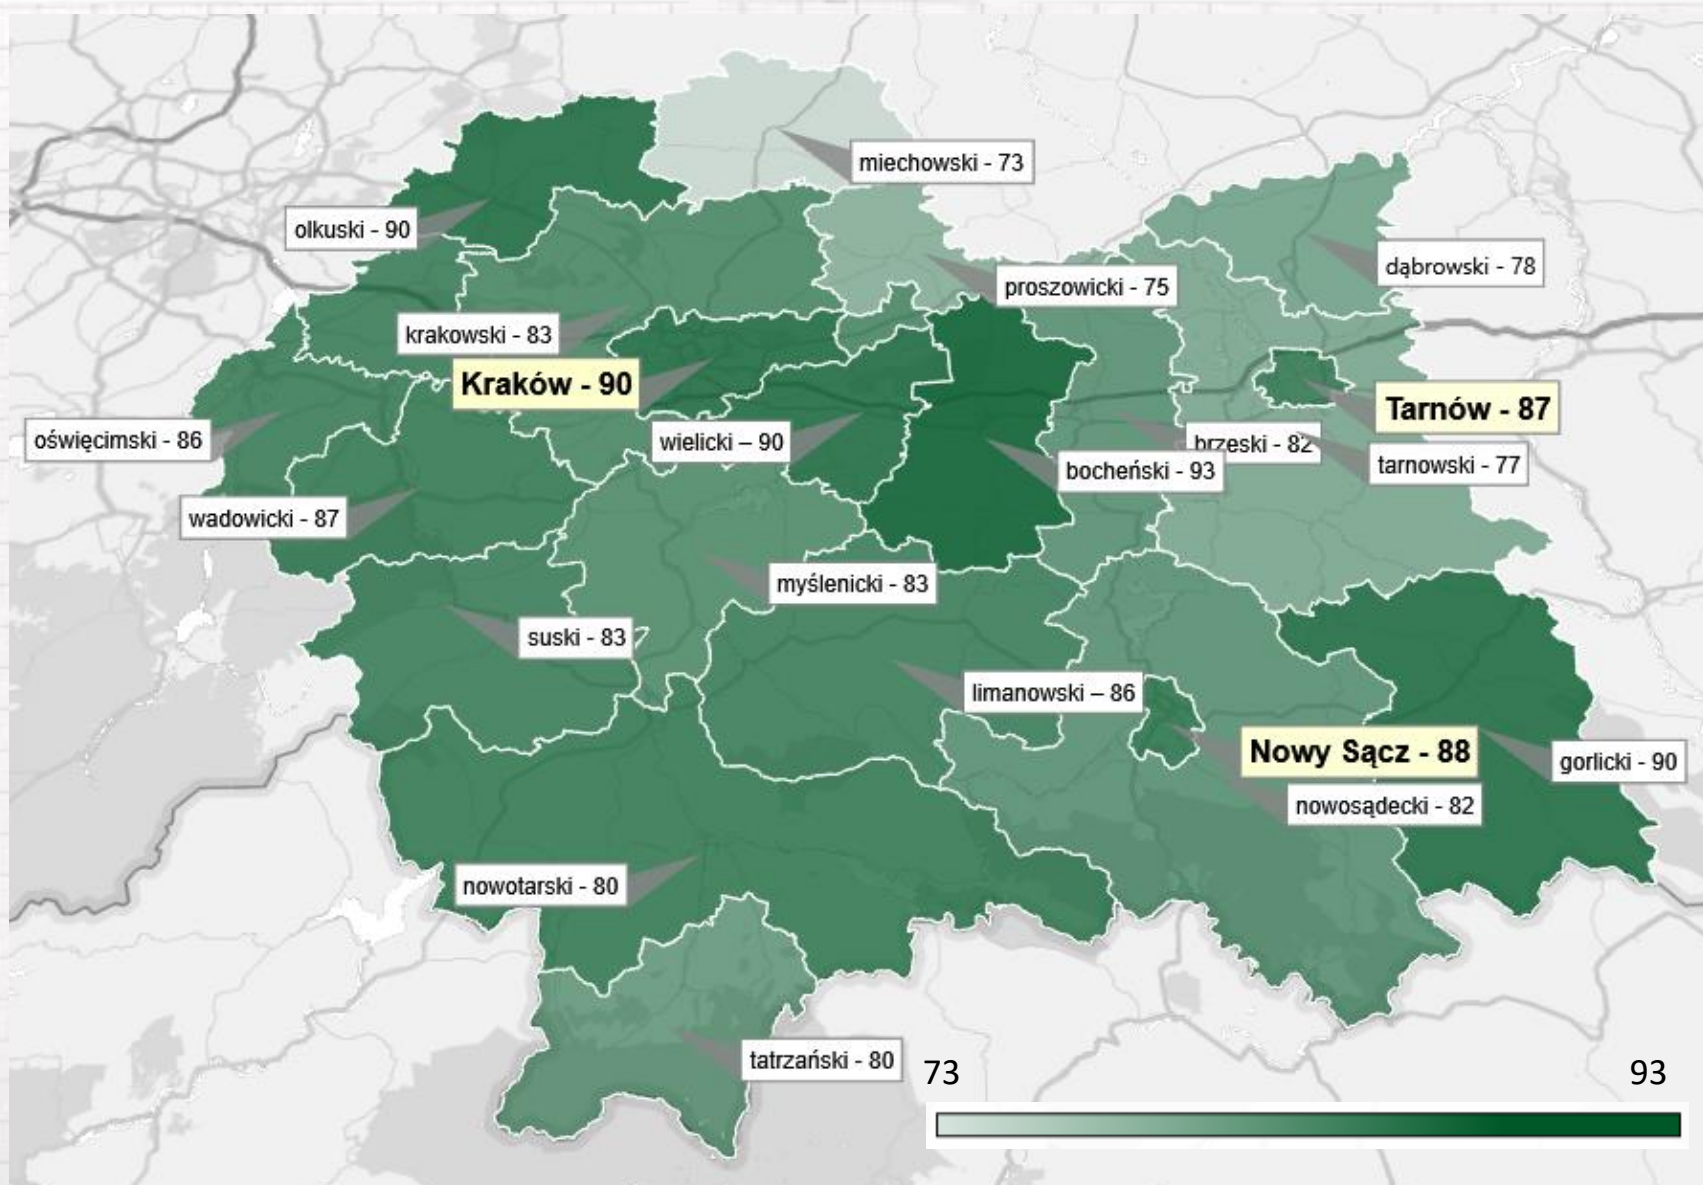 miechowski - 73
olkuski - 90
dąbrowski - 78
proszowicki - 75
krakowski - 83
Kraków - 90
Tarnów - 87
oświęcimski - 86
wielicki – 90
brzeski - 82
bocheński - 93
tarnowski - 77
wadowicki - 87
myślenicki - 83
suski - 83
limanowski – 86
Nowy Sącz - 88
gorlicki - 90
nowosądecki - 82
nowotarski - 80
tatrzański - 80
73
93